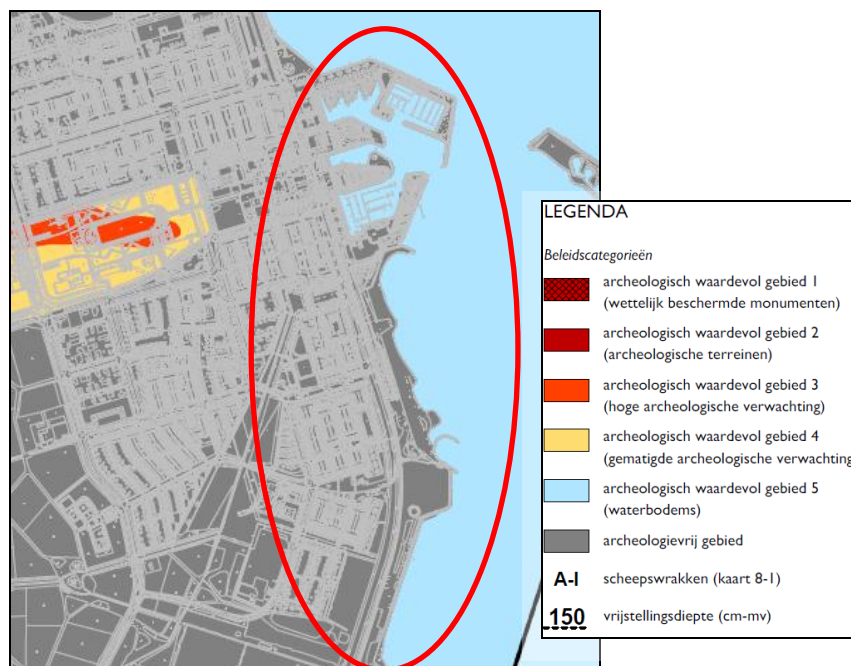 LEGENDA
Beleidscategorieën
archeologisch waardevol gebied 1
(wettelijk beschermde monumenten)
archeologisch waardevol gebied 2
(archeologische terreinen)
archeologisch waardevol gebied 3
(hoge archeologische verwachting)
archeologisch waardevol gebied 4
(gematigde archeologische verwachting
archeologisch waardevol gebied 5
(waterbodems)
archeologievrij gebied
A-I scheepswrakken (kaart 8-1)
150 vrijstellingsdiepte (cm-mv)